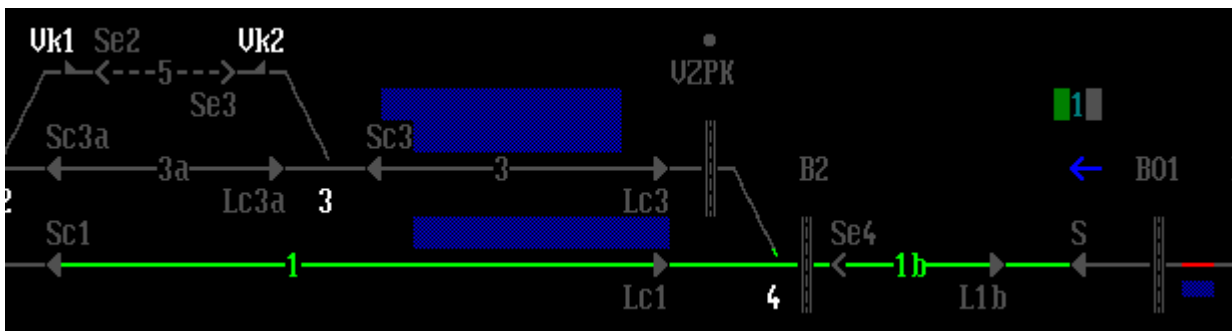 Vk1 Se2 Vk2
VZPK
5
Se3
1
Sc3a Sc3
3a 3 B2 B01
2 Lc3a 3 Lc3
Sc1 Se4 S
1 1b
Lc1 4 L1b